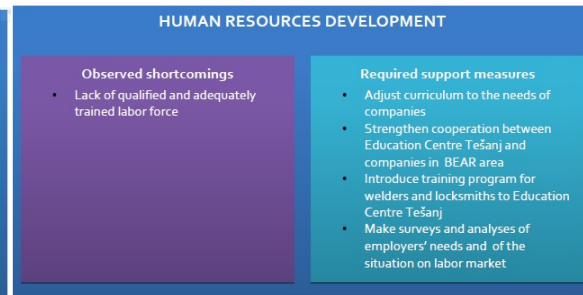 HUMAN RESOURCES DEVELOPMENT
Observed shortcomings
• Lack of qualified and adequately
trained labor force
Required support measures
• Adjust curriculum to the needs of
companies
• Strengthen cooperation between
Education Centre Tešanj and
companies in BEAR area
• Introduce training program for
welders and locksmiths to Education
Centre Tešanj
• Make surveys and analyses of
employers' needs and of the
situation on labor market